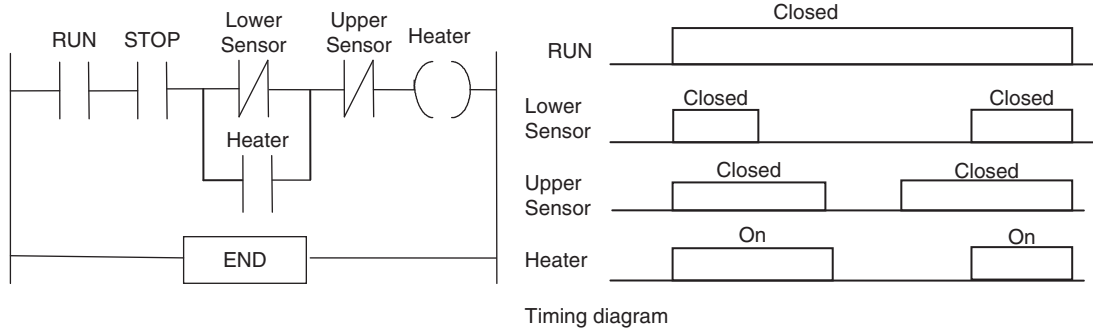 RUN
STOP
Lower
Sensor
Upper
Sensor
Heater
Heater
END
Closed
RUN
Lower
Sensor
Closed
Closed
Upper
Sensor
Closed
Closed
Heater
On
On
Timing diagram